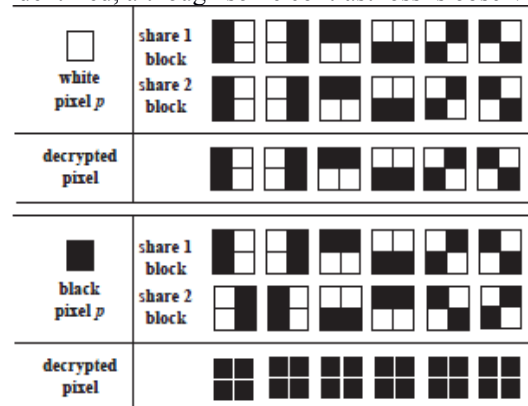 share 1
block
white
pixel p
share 2
block
decrypted
pixel
share 1
block
black
pixel p
share 2
block
decrypted
pixel